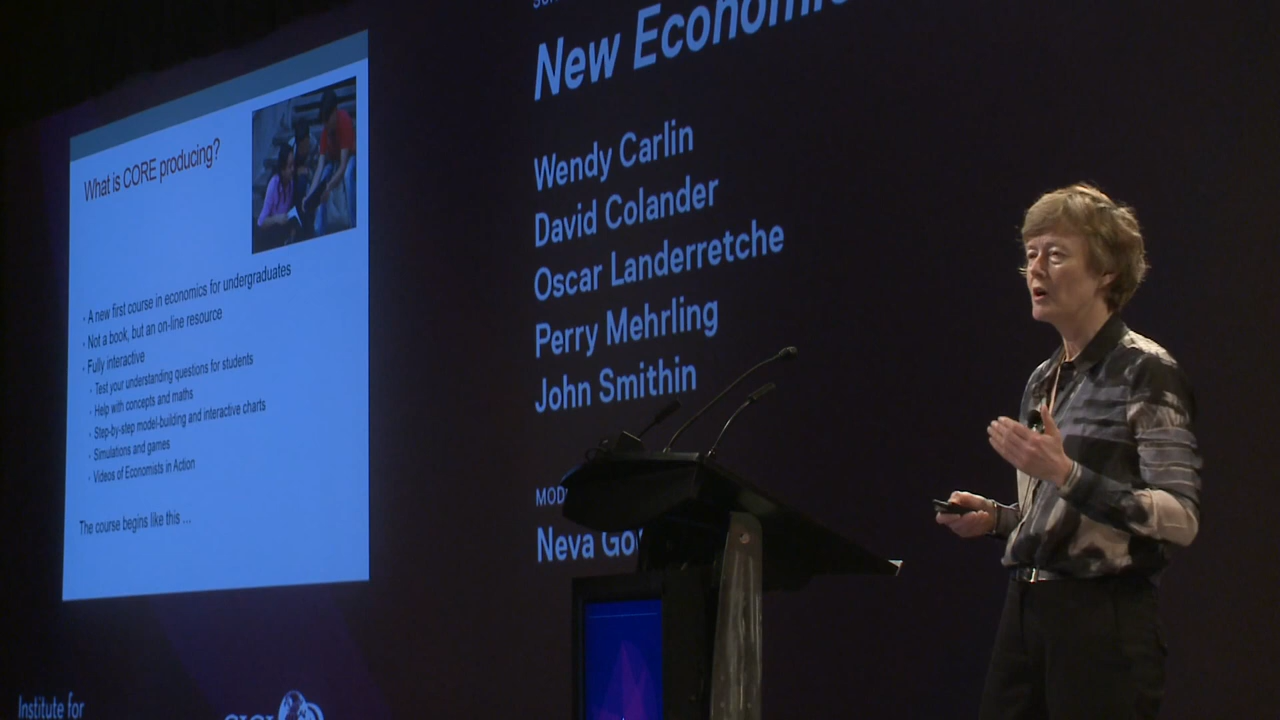 What is CORE producing?
· A new first course in economics for undergraduates
· Not a book, but an on-line resource
· Fully interactive
· Test your understanding questions for students
· Help with concepts and maths
· Step-by-step model-building and interactive charts
· Simulations and games
· Videos of Economists in Action
The course begins like this ...
New Economic
Wendy Carlin
David Colander
Oscar Landerretche
Perry Mehrling
John Smithin
Neva
Institute for
CIGI